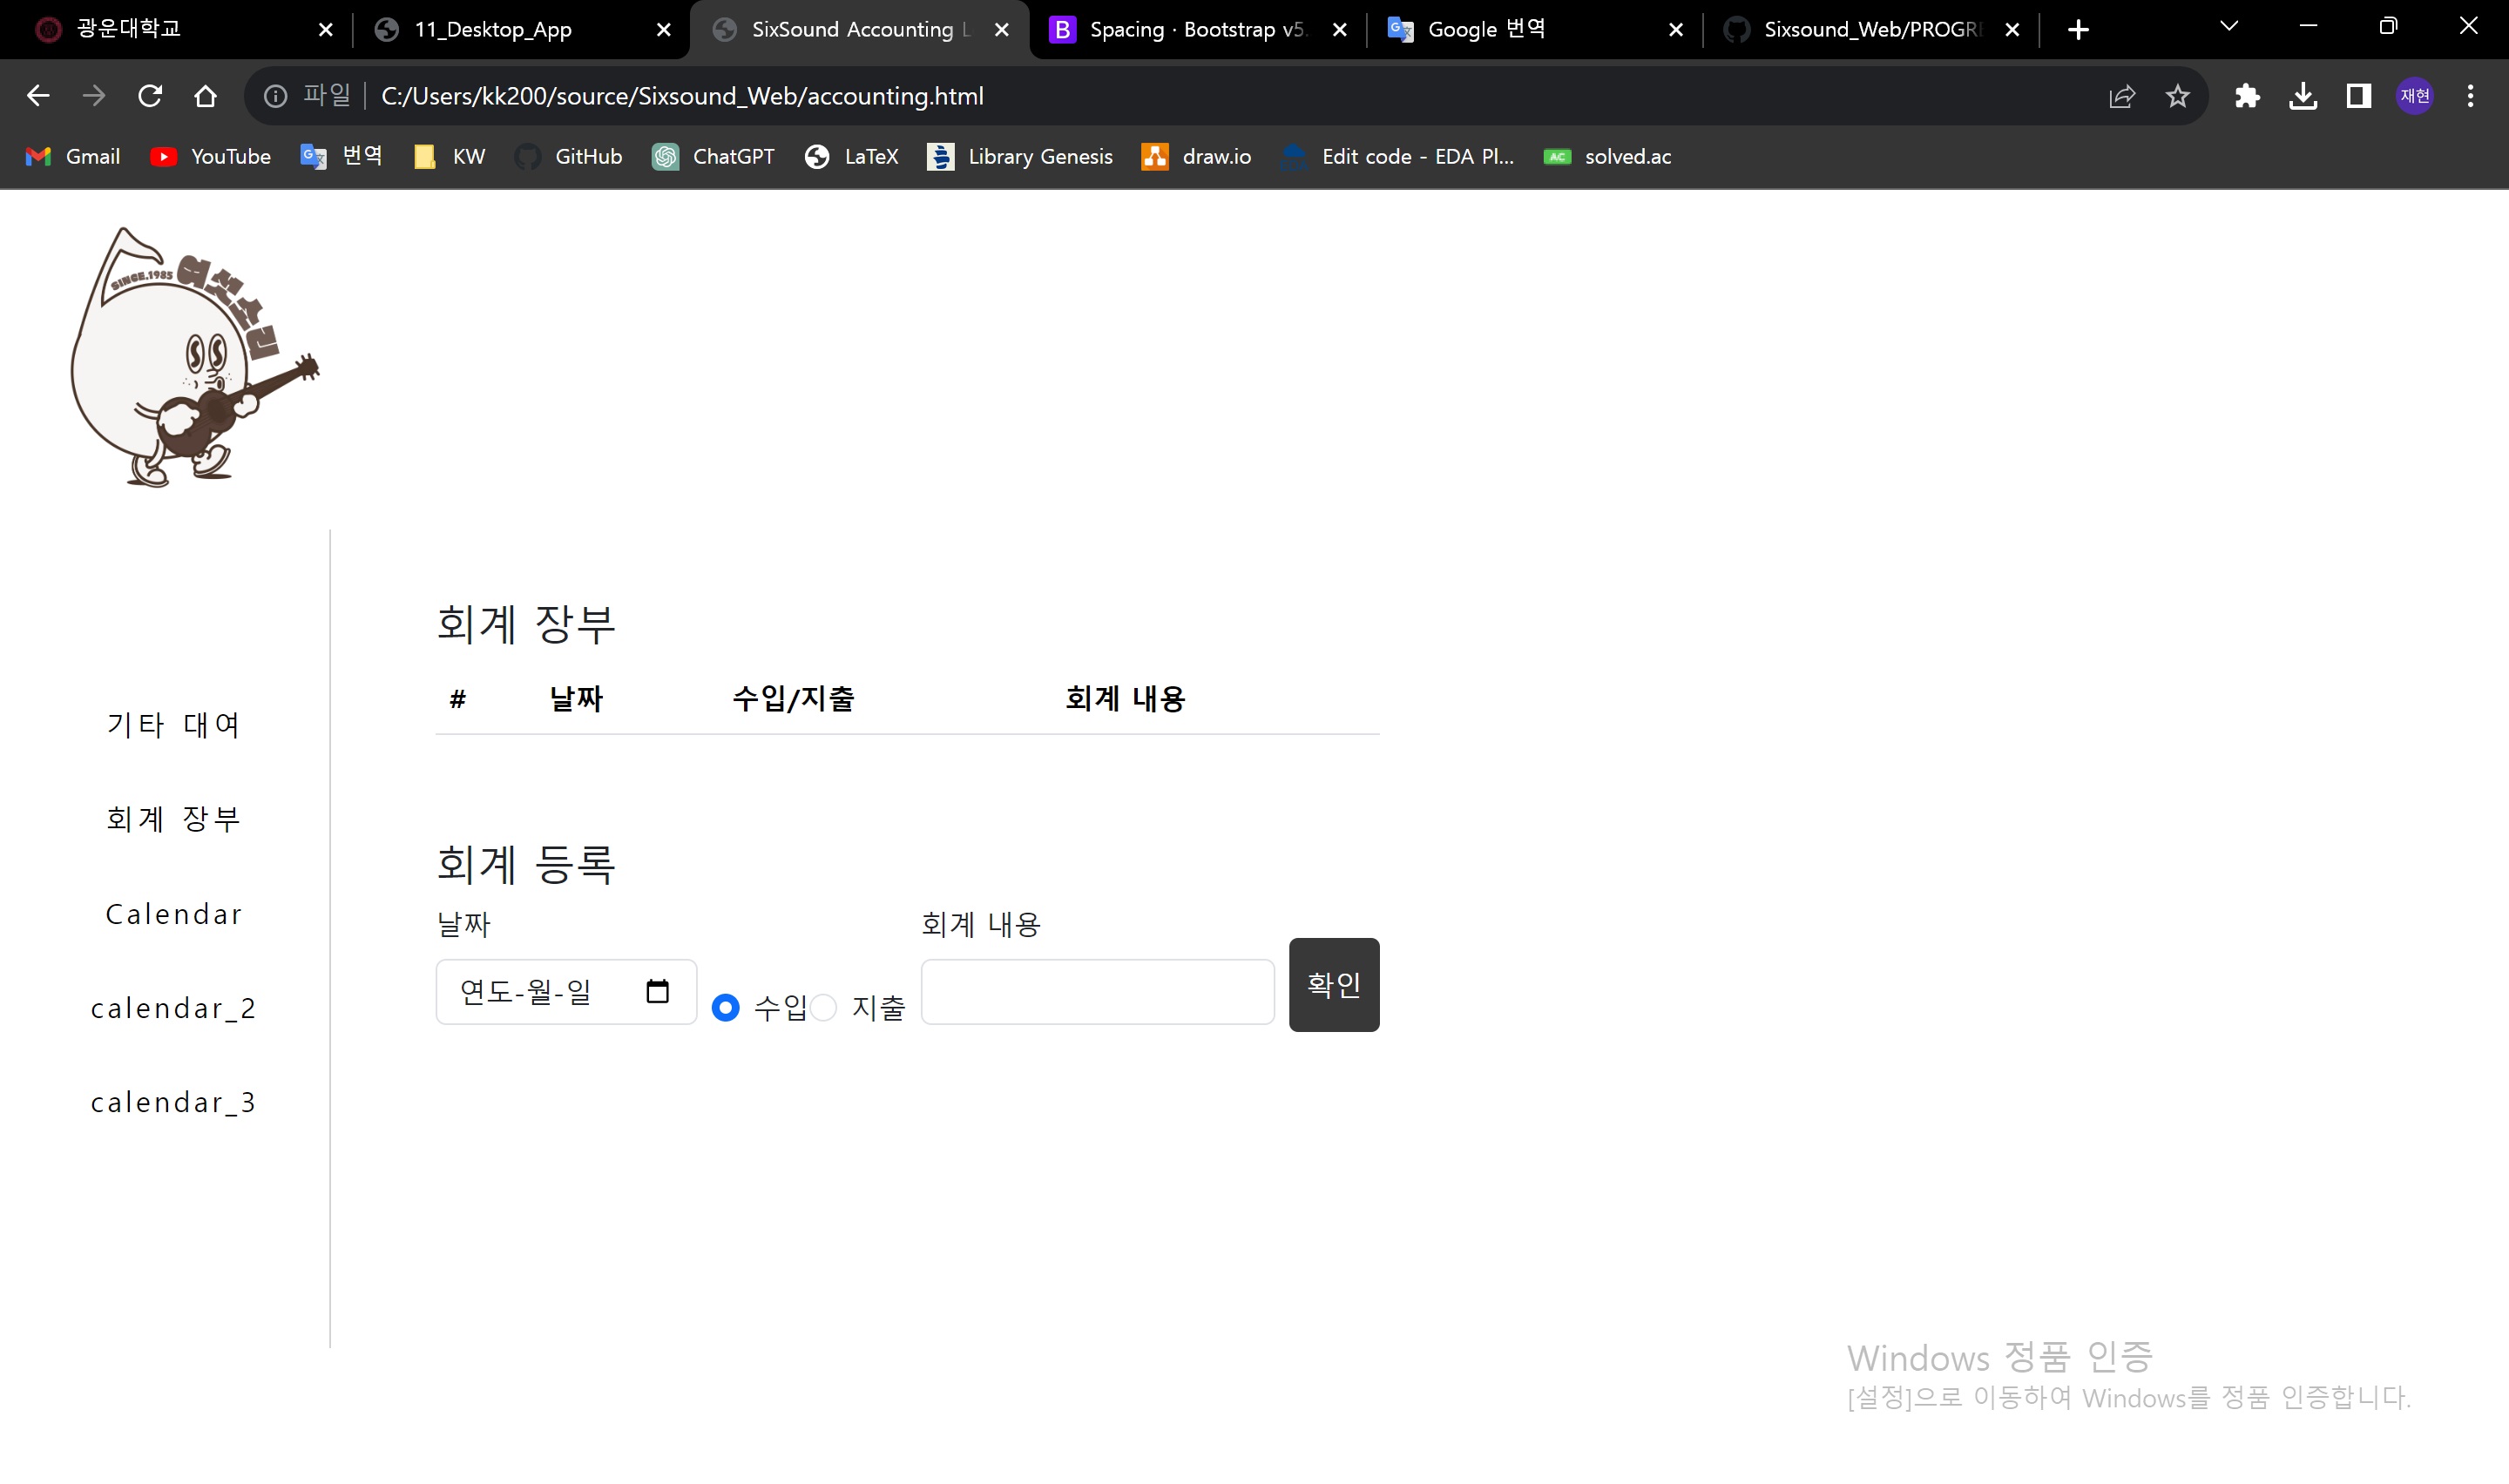 광운대학교
11_Desktop_App
SixSound Accounting L
Spacing · Bootstrap v5.
Google 번역
Sixsound_Web/PROGRE
파일
C:/Users/kk200/source/Sixsound_Web/accounting.html
재현
Gmail
YouTube
번역
KW
GitHub
ChatGPT
LaTeX
Library Genesis
draw.io
Edit code - EDA Pl...
AC
solved.ac
SINCE.1985
여섯소리
기타 대여
회계 장부
Calendar
calendar_2
calendar_3
회계 장부
# 날짜 수입/지출 회계 내용
회계 등록
날짜
회계 내용
연도-월-일
수입
지출
확인
Windows 정품 인증
[설정]으로 이동하여 Windows를 정품 인증합니다.